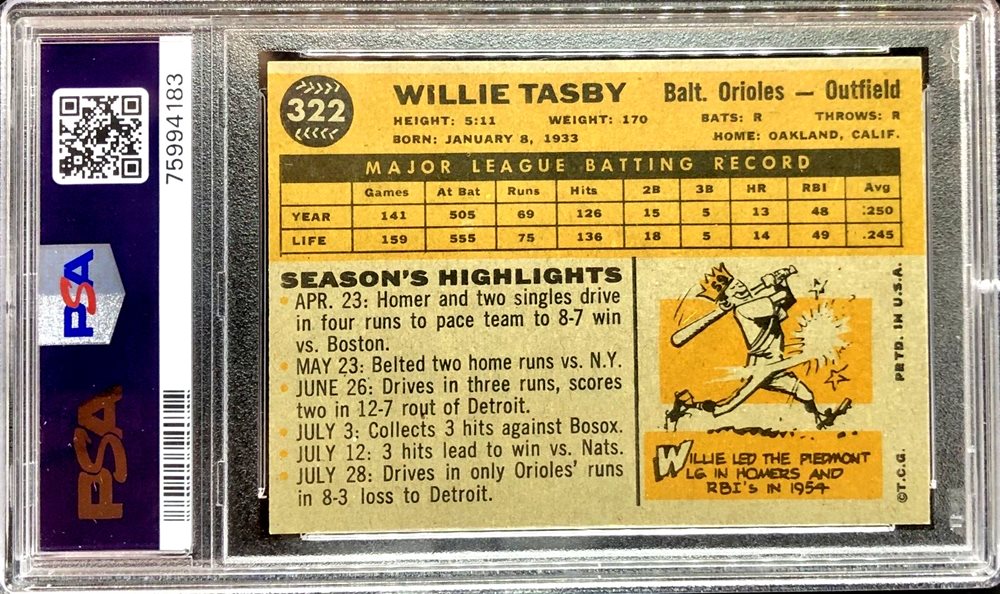 75994183
PSA
PSA
322
WILLIE TASBY Balt. Orioles — Outfield
HEIGHT: 5:11 WEIGHT: 170 BATS: R THROWS: R
BORN: JANUARY 8, 1933 HOME: OAKLAND, CALIF.
MAJOR LEAGUE BATTING RECORD
Games At Bat Runs Hits 2B 3B HR RBI Avg
YEAR 141 505 69 126 15 5 13 48 .250
LIFE 159 555 75 136 18 5 14 49 .245
SEASON'S HIGHLIGHTS
APR. 23: Homer and two singles drive
in four runs to pace team to 8-7 win
vs. Boston.
MAY 23: Belted two home runs vs. N.Y.
JUNE 26: Drives in three runs, scores
two in 12-7 rout of Detroit.
JULY 3: Collects 3 hits against Bosox.
JULY 12: 3 hits lead to win vs. Nats.
JULY 28: Drives in only Orioles' runs
in 8-3 loss to Detroit.
59
WILLIE LED THE PIEDMONT
LG IN HOMERS AND
RBI'S IN 1954
©T.C.G. PRTD. IN U.S.A.